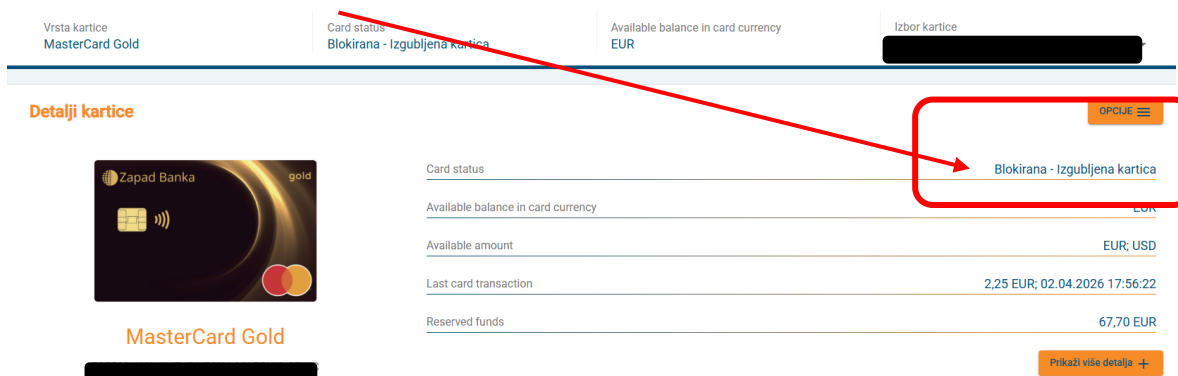 Vrsta kartice
MasterCard Gold
Card status
Blokirana - Izgubljena kartica
Available balance in card currency
EUR
Izbor kartice
Detalji kartice
OPCIJE
Zapad Banka
gold
MasterCard Gold
Card status Blokirana - Izgubljena kartica
Available balance in card currency EUR
Available amount EUR; USD
Last card transaction 2,25 EUR; 02.04.2026 17:56:22
Reserved funds 67,70 EUR
Prikaži više detalja +